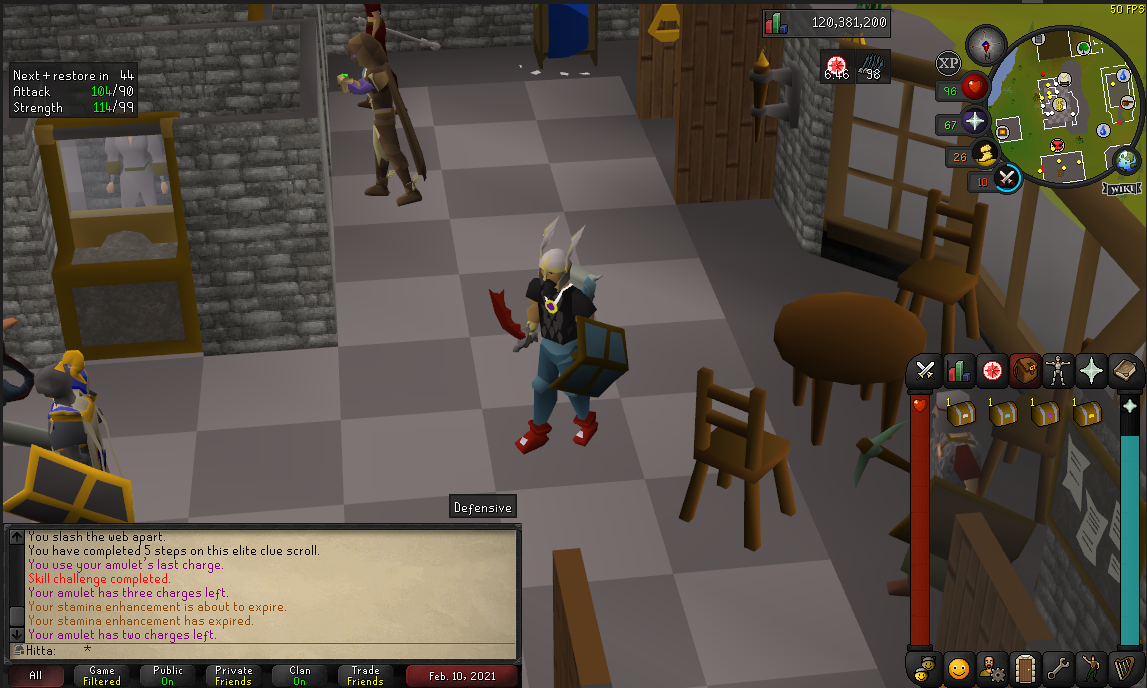 50 FPS
120,381,200
Next + restore in 44
Attack 104/90
Strength 114/99
6.46
98
XP
96
67
26
10
WIKI
1 1 1 1
Defensive
You slash the web apart.
You have completed 5 steps on this elite clue scroll.
You use your amulet's last charge.
Skill challenge completed.
Your amulet has three charges left.
Your stamina enhancement is about to expire.
Your stamina enhancement has expired.
Your amulet has two charges left.
Hitta: *
All
Game
Filtered
Public
On
Private
Friends
Clan
On
Trade
Friends
Feb. 10, 2021